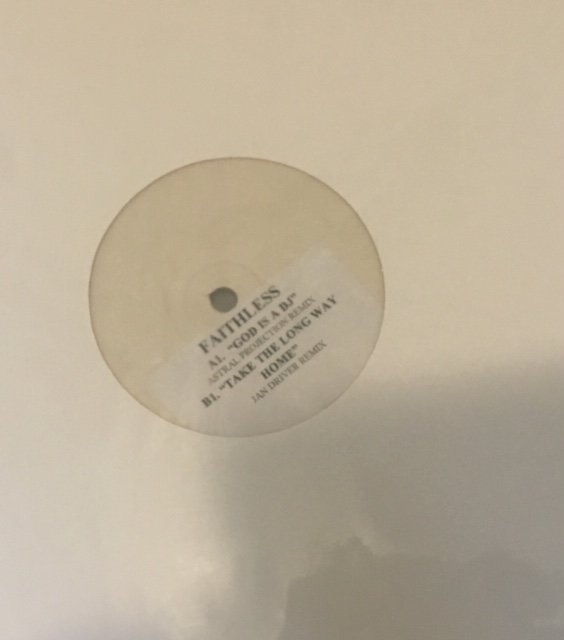 FAITHLESS
A1. "GOD IS A DJ"
ASTRAL PROJECTION REMIX
B1. "TAKE THE LONG WAY
HOME"
JAN DRIVER REMIX